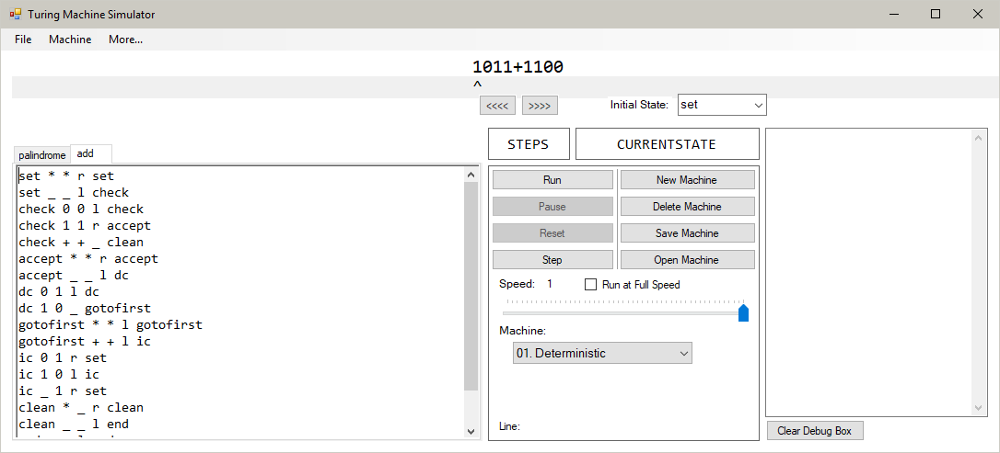 Turing Machine Simulator
File Machine More...
1011+1100
^
<<<< >>>> Initial State: set
palindrome add
set * * r set
set _ _ l check
check 0 0 l check
check 1 1 r accept
check + + _ clean
accept * * r accept
accept _ _ l dc
dc 0 1 l dc
dc 1 0 _ gotofirst
gotofirst * * l gotofirst
gotofirst + + l ic
ic 0 1 r set
ic 1 0 l ic
ic _ 1 r set
clean * _ r clean
clean _ _ l end
STEPS CURRENTSTATE
Run New Machine
Pause Delete Machine
Reset Save Machine
Step Open Machine
Speed: 1 Run at Full Speed
Machine:
01. Deterministic
Line:
Clear Debug Box